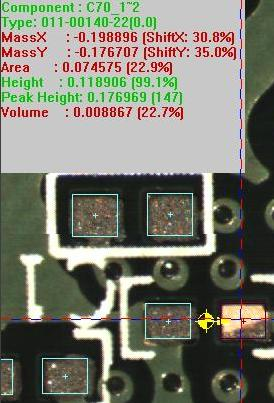 Component : C70_1~2
Type: 011-00140-22(0.0)
MassX : -0.198896 (ShiftX: 30.8%)
MassY : -0.176707 (ShiftY: 35.0%)
Area : 0.074575 (22.9%)
Height : 0.118906 (99.1%)
Peak Height: 0.176969 (147)
Volume : 0.008867 (22.7%)